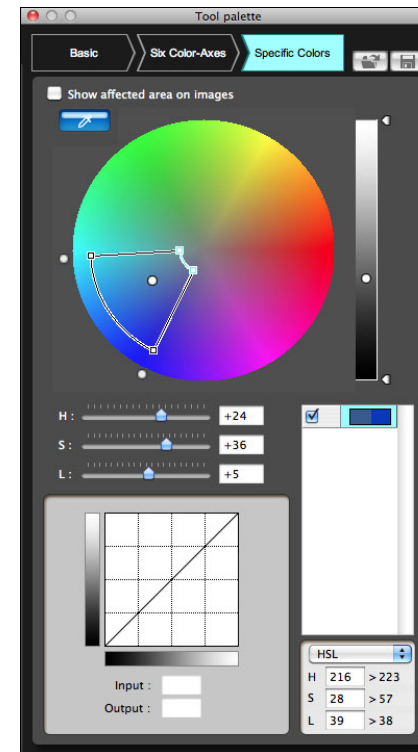 Tool palette
Basic Six Color-Axes Specific Colors
Show affected area on images
H : +24
S : +36
L : +5
HSL
H 216 >223
S 28 >57
L 39 >38
Input :
Output :